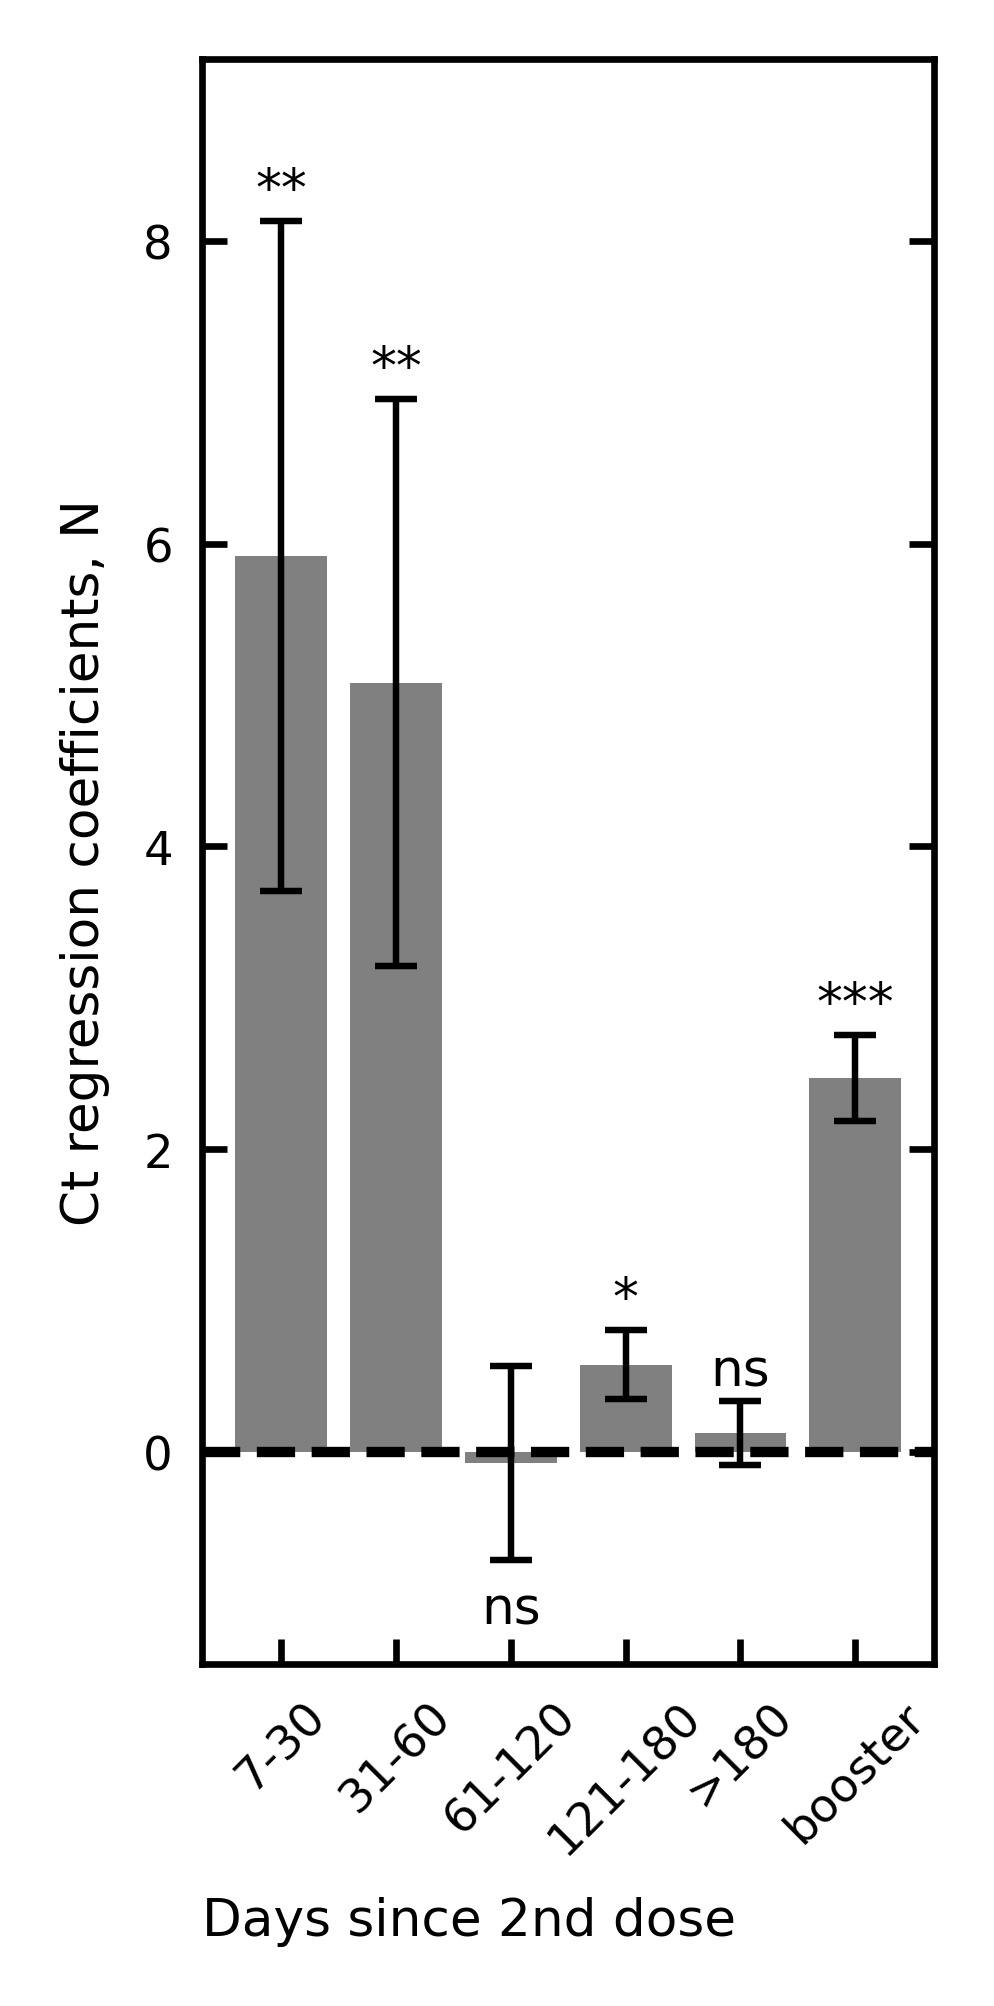 Ct regression coefficients, N
8
6
4
2
0
**
**
ns
*
ns
***
7-30
31-60
61-120
121-180
>180
booster
Days since 2nd dose